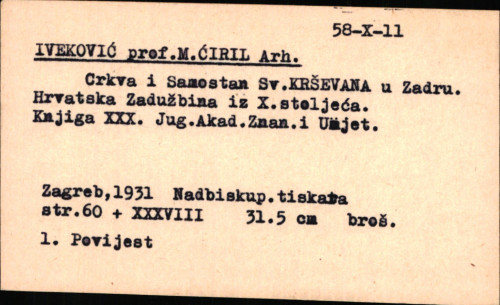 58-X-11
IVEKOVIĆ prof.M.ĆIRIL Arh.
Crkva i Samostan Sv.KRŠEVANA u Zadru.
Hrvatska Zadužbina iz X.stoljeća.
Knjiga XXX. Jug.Akad.Znan.i Umjet.
Zagreb,1931 Nadbiskup.tiskara
str.60 + XXXVIII 31.5 cm broš.
1. Povijest